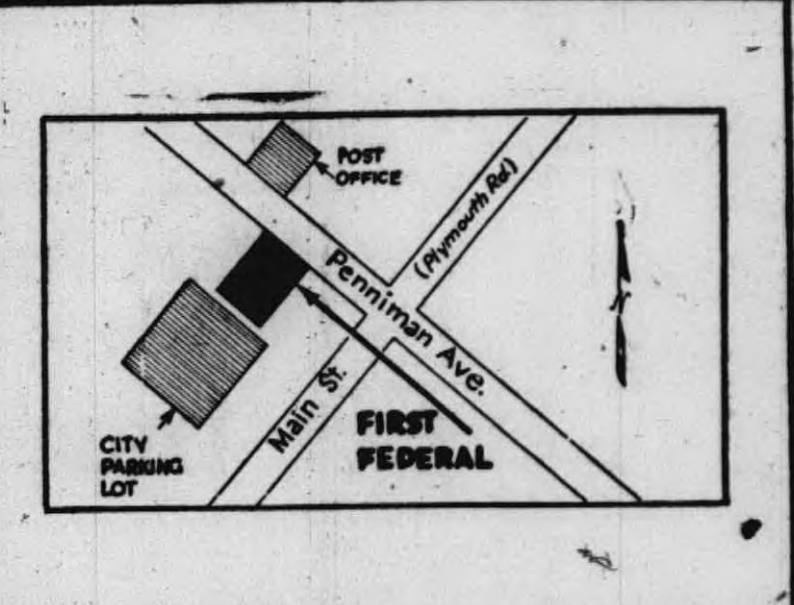 POST
OFFICE
(Plymouth Rd.)
Penniman Ave.
N
Main St.
FIRST
FEDERAL
CITY
PARKING
LOT